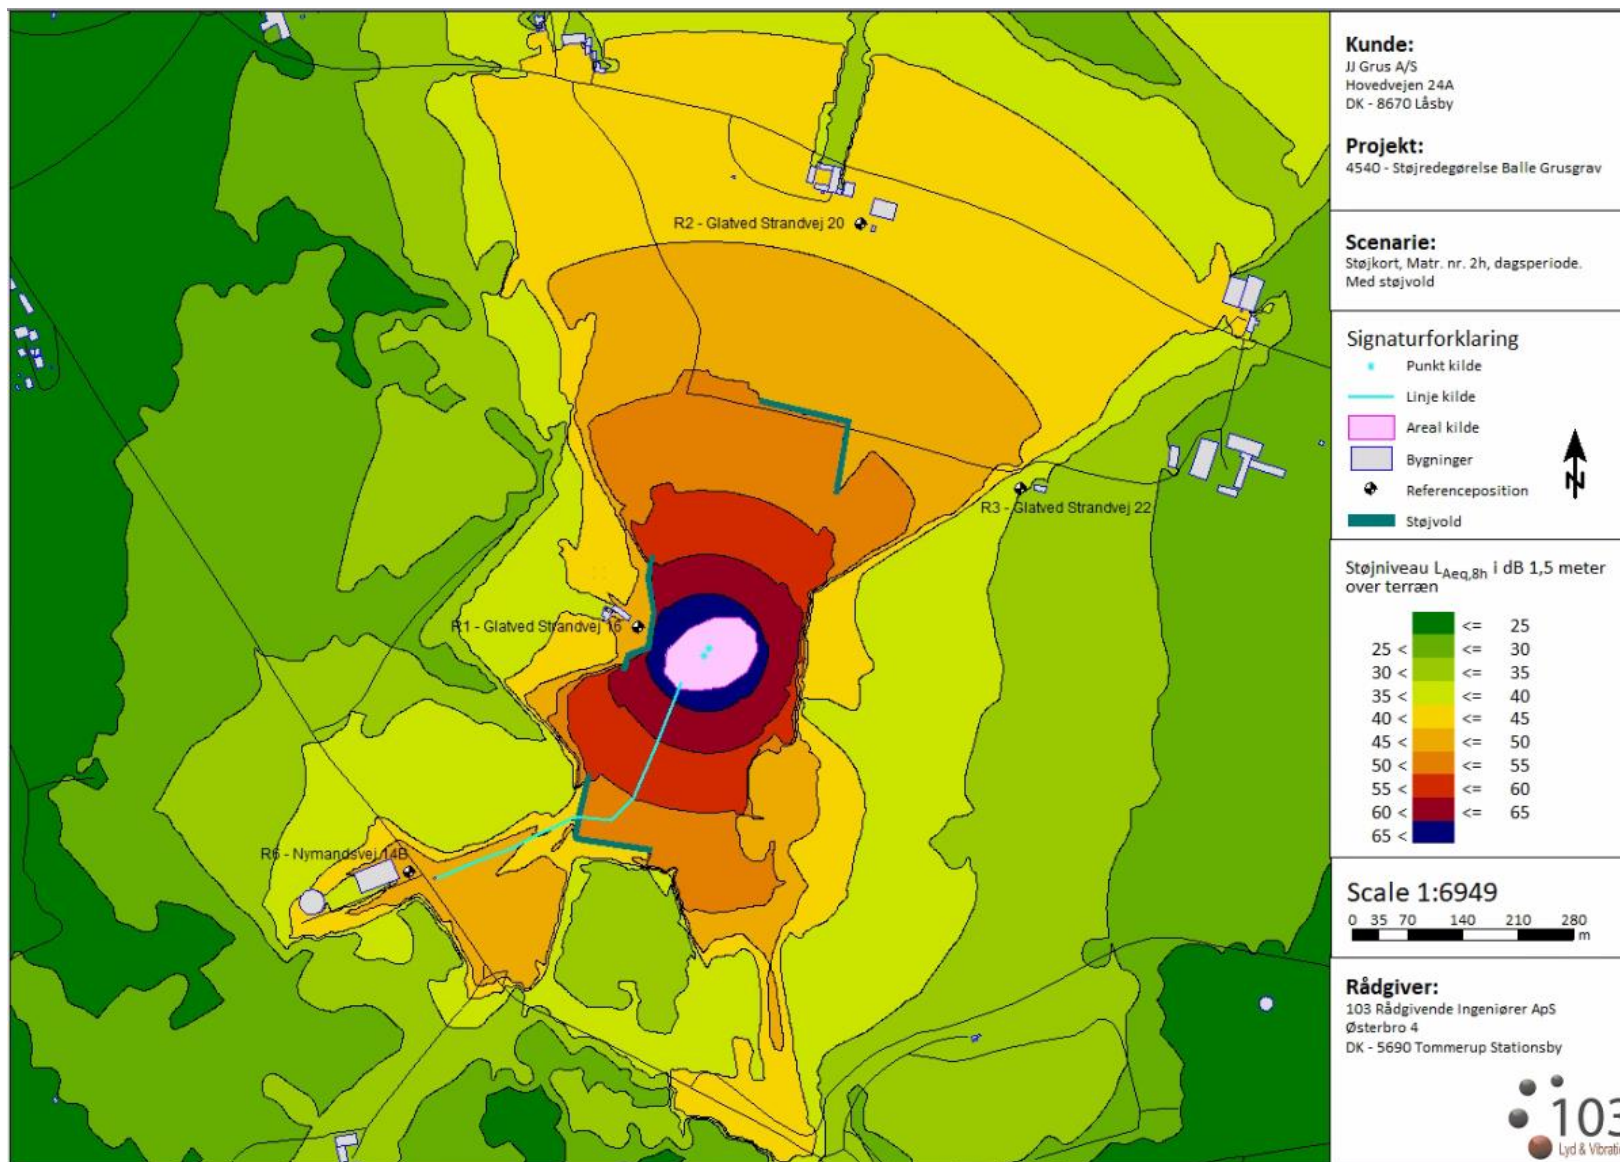 Kunde:
JJ Grus A/S
Hovedvejen 24A
DK - 8670 Låsby
Projekt:
4540 - Støjredegørelse Balle Grusgrav
Scenarie:
Støjkort, Matr. nr. 2h, dagsperiode.
Med støjvold
Signaturforklaring
Punkt kilde
Linje kilde
Areal kilde
Bygninger
Referenceposition
Støjvold
N
Støjniveau LAeq,8h i dB 1,5 meter
over terræn
<= 25
25 < <= 30
30 < <= 35
35 < <= 40
40 < <= 45
45 < <= 50
50 < <= 55
55 < <= 60
60 < <= 65
65 <
Scale 1:6949
0 35 70 140 210 280
m
Rådgiver:
103 Rådgivende Ingeniører ApS
Østerbro 4
DK - 5690 Tommerup Stationsby
103
Lyd & Vibrati
R2 - Glatved Strandvej 20
R3 - Glatved Strandvej 22
R1 - Glatved Strandvej 16
R6 - Nymandsvej 14B